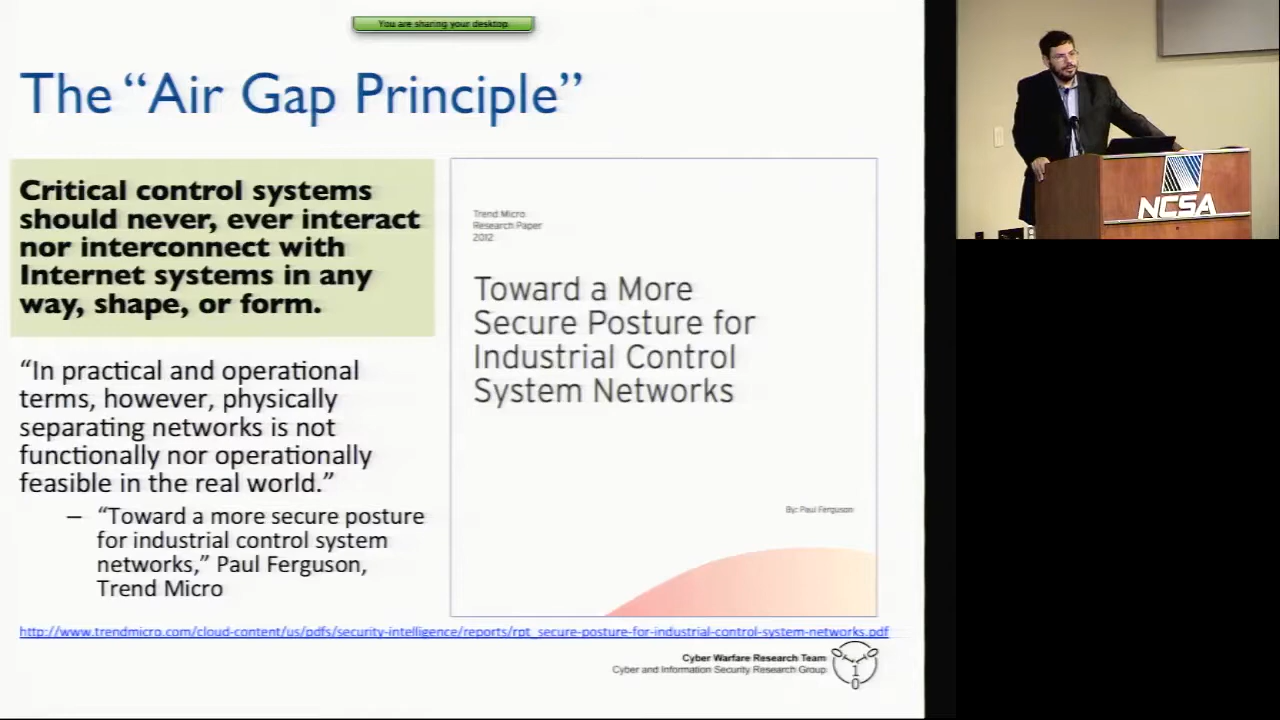 You are sharing your desktop
The “Air Gap Principle”
Critical control systems
should never, ever interact
nor interconnect with
Internet systems in any
way, shape, or form.
“In practical and operational
terms, however, physically
separating networks is not
functionally nor operationally
feasible in the real world.”
– “Toward a more secure posture
for industrial control system
networks,” Paul Ferguson,
Trend Micro
Trend Micro
Research Paper
2012
Toward a More
Secure Posture for
Industrial Control
System Networks
By: Paul Ferguson
http://www.trendmicro.com/cloud-content/us/pdfs/security-intelligence/reports/rpt_secure-posture-for-industrial-control-system-networks.pdf
Cyber Warfare Research Team
Cyber and Information Security Research Group
1
0
NCSA